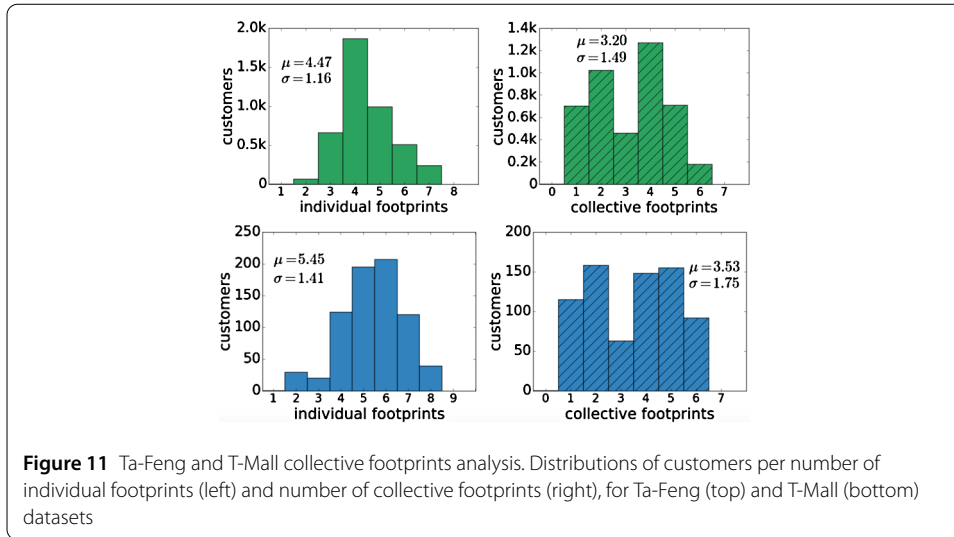 2.0k
1.5k
1.0k
0.5k
0
customers
μ=4.47
σ=1.16
1 2 3 4 5 6 7 8
individual footprints
1.4k
1.2k
1.0k
0.8k
0.6k
0.4k
0.2k
0
customers
μ=3.20
σ=1.49
0 1 2 3 4 5 6 7
collective footprints
250
200
150
100
50
0
customers
μ=5.45
σ=1.41
1 2 3 4 5 6 7 8 9
individual footprints
200
150
100
50
0
customers
μ=3.53
σ=1.75
0 1 2 3 4 5 6 7
collective footprints
Figure 11 Ta-Feng and T-Mall collective footprints analysis. Distributions of customers per number of
individual footprints (left) and number of collective footprints (right), for Ta-Feng (top) and T-Mall (bottom)
datasets